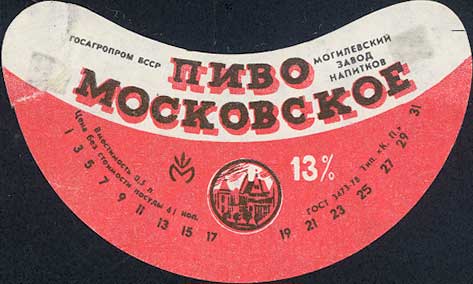 ГОСАГРОПРОМ БССР
ПИВО
МОГИЛЕВСКИЙ
ЗАВОД
НАПИТКОВ
МОСКОВСКОЕ
Вместимость 0,5 л.
Цена без стоимости посуды 41 коп.
13%
ГОСТ 3473-78 Тип. «К. П.»
1 3 5 7 9 11 13 15 17 19 21 23 25 27 29 31